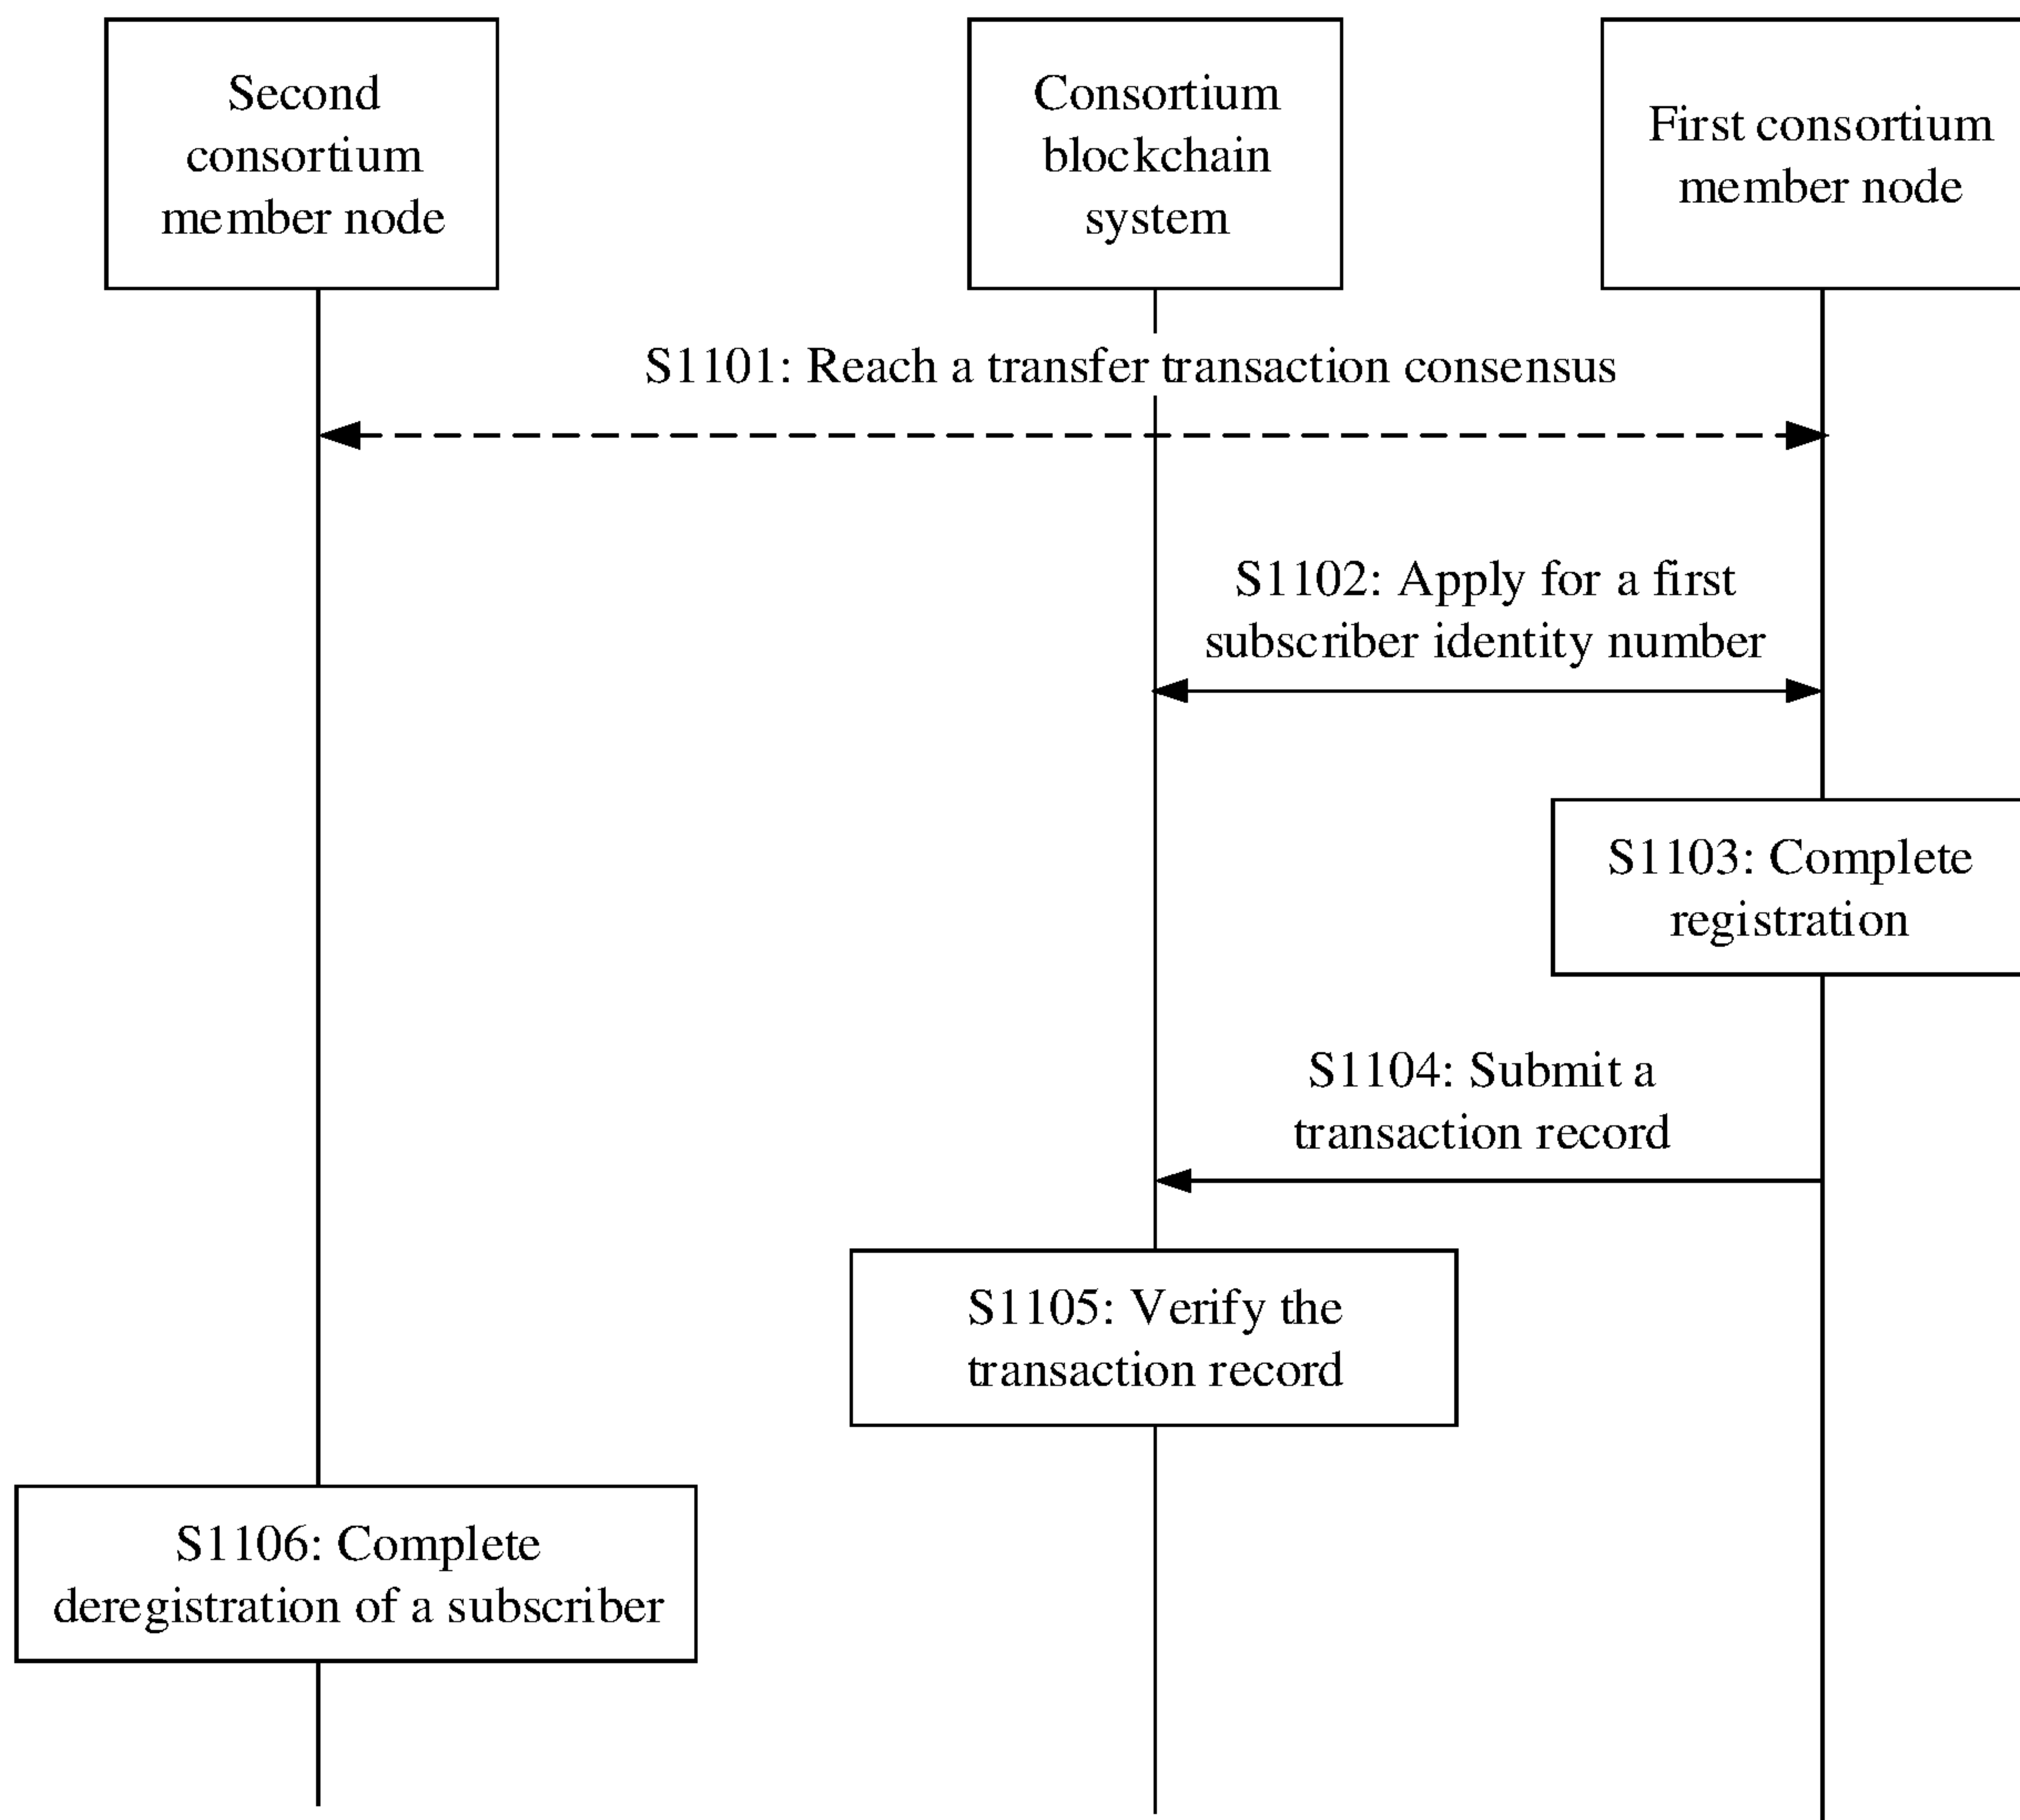 Second
consortium
member node
Consortium
blockchain
system
First consortium
member node
S1101: Reach a transfer transaction consensus
S1102: Apply for a first
subscriber identity number
S1103: Complete
registration
S1104: Submit a
transaction record
S1105: Verify the
transaction record
S1106: Complete
deregistration of a subscriber